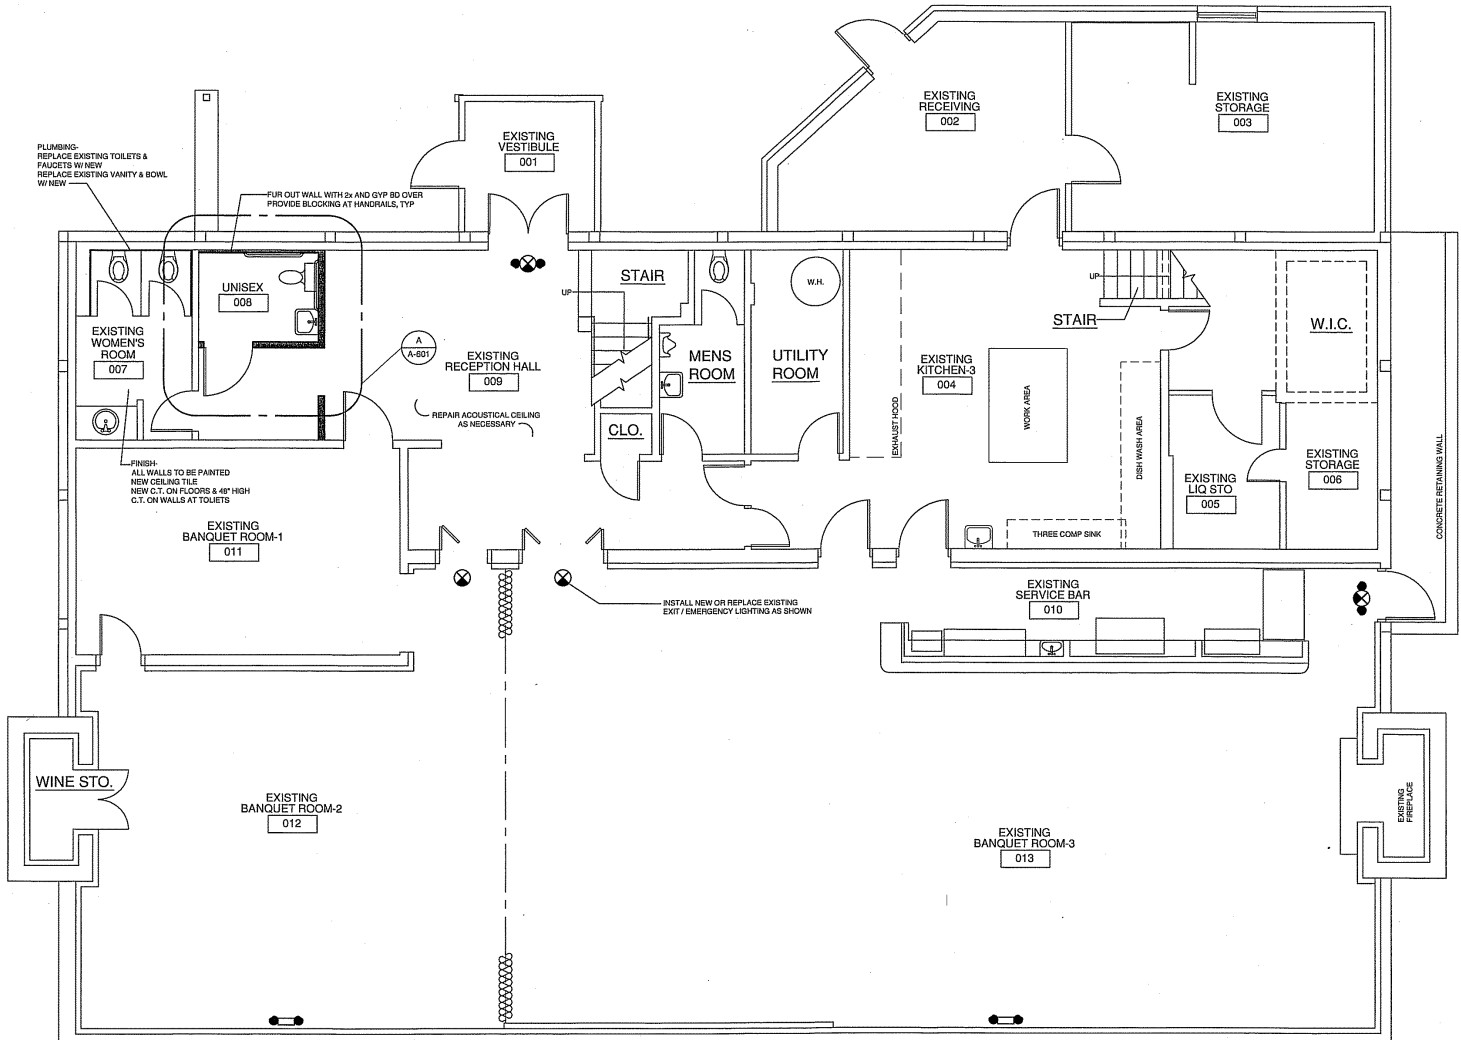 EXISTING
RECEIVING
002
EXISTING
STORAGE
003
EXISTING
VESTIBULE
001
PLUMBING-
REPLACE EXISTING TOILETS &
FAUCETS W/ NEW
REPLACE EXISTING VANITY & BOWL
W/ NEW
FUR OUT WALL WITH 2x AND GYP BD OVER
PROVIDE BLOCKING AT HANDRAILS, TYP
UNISEX
008
EXISTING
WOMEN'S
ROOM
007
A
A-601
EXISTING
RECEPTION HALL
009
REPAIR ACOUSTICAL CEILING
AS NECESSARY
STAIR
UP
CLO.
MENS
ROOM
UTILITY
ROOM
W.H.
EXISTING
KITCHEN-3
004
EXHAUST HOOD
WORK AREA
DISH WASH AREA
THREE COMP SINK
UP
STAIR
W.I.C.
EXISTING
LIQ STO
005
EXISTING
STORAGE
006
CONCRETE RETAINING WALL
FINISH-
ALL WALLS TO BE PAINTED
NEW CEILING TILE
NEW C.T. ON FLOORS & 48" HIGH
C.T. ON WALLS AT TOLIETS
EXISTING
BANQUET ROOM-1
011
INSTALL NEW OR REPLACE EXISTING
EXIT / EMERGENCY LIGHTING AS SHOWN
EXISTING
SERVICE BAR
010
WINE STO.
EXISTING
BANQUET ROOM-2
012
EXISTING
BANQUET ROOM-3
013
EXISTING
FIREPLACE